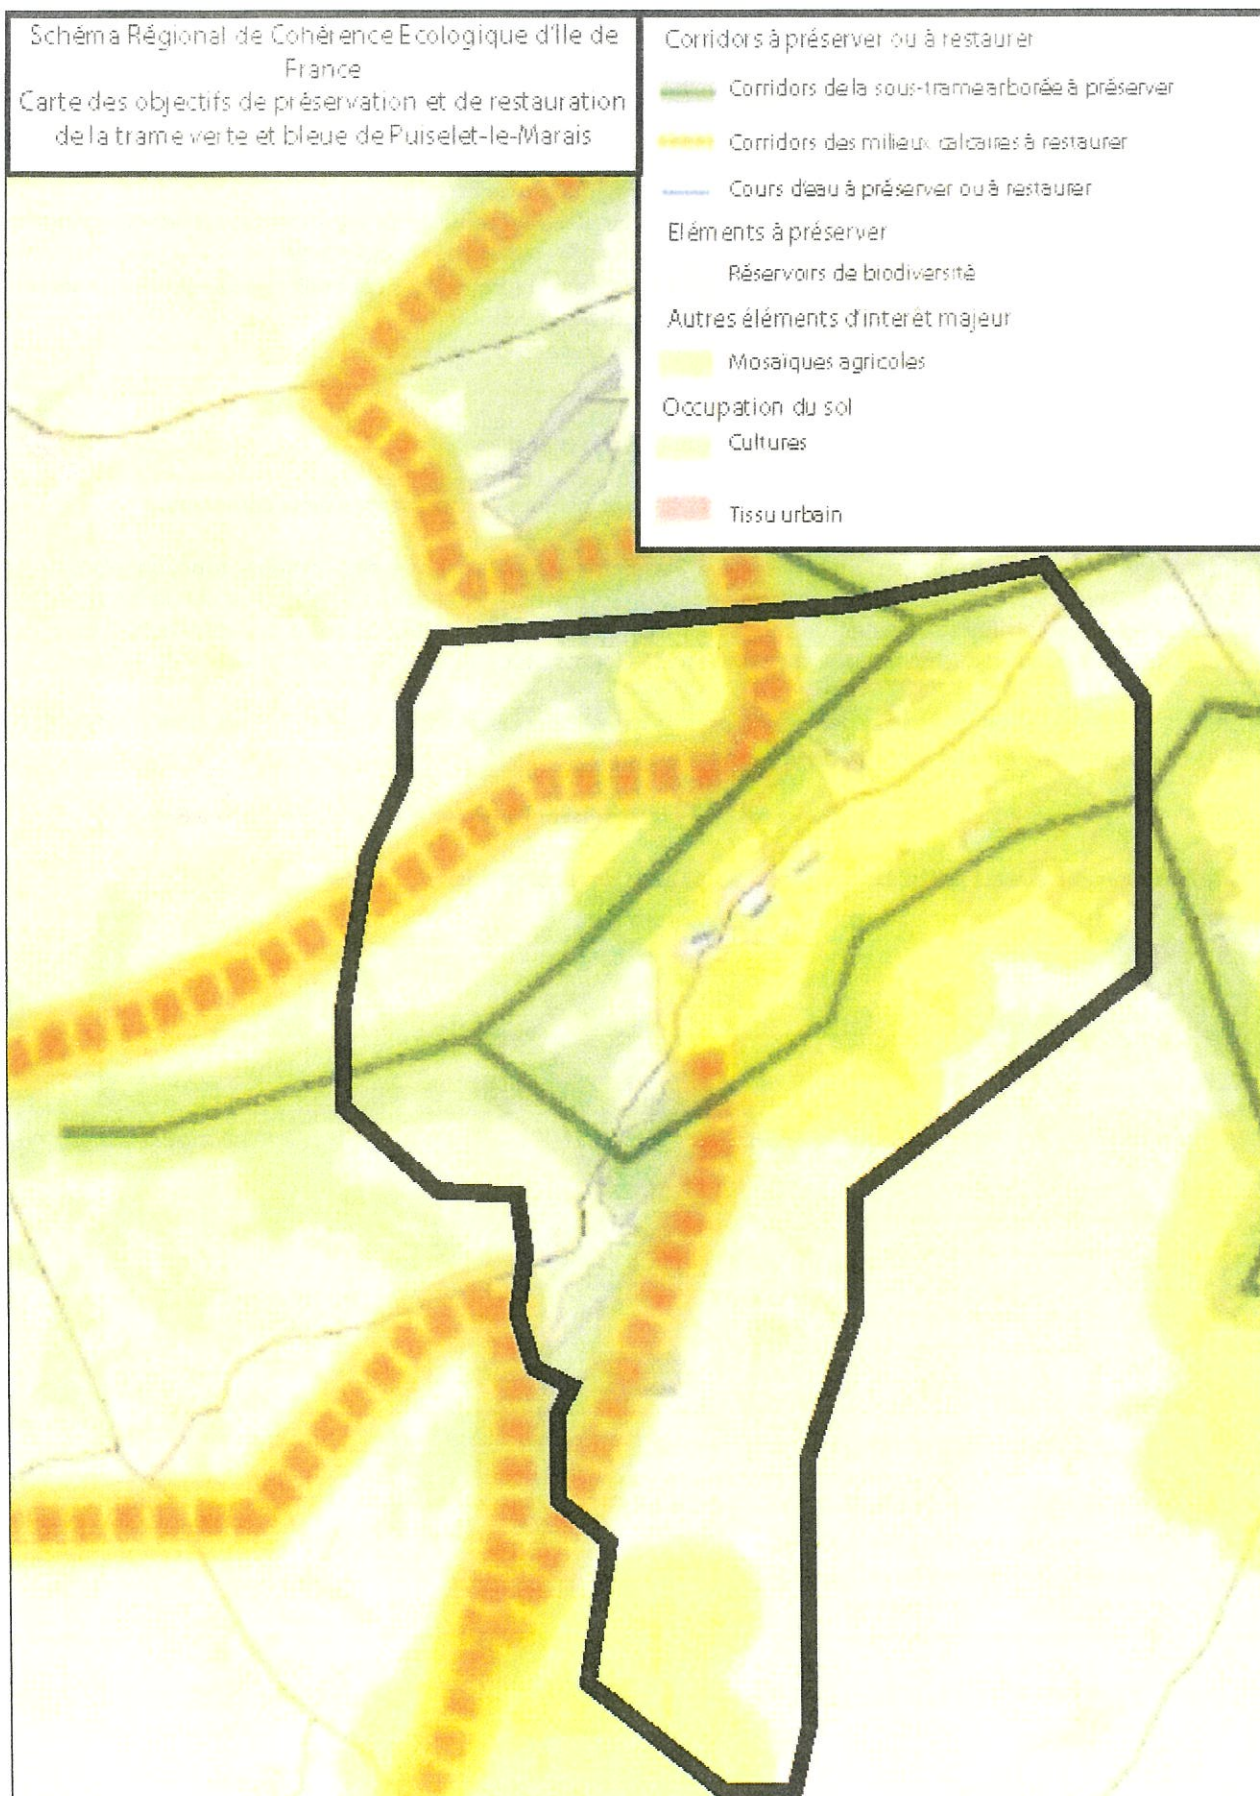 Schéma Régional de Cohérence Ecologique d'Ile de
France
Carte des objectifs de préservation et de restauration
de la trame verte et bleue de Puiselet-le-Marais
Corridors à préserver ou à restaurer
Corridors de la sous-trame arborée à préserver
Corridors des milieux calcaires à restaurer
Cours d'eau à préserver ou à restaurer
Eléments à préserver
Réservoirs de biodiversité
Autres éléments d'interêt majeur
Mosaïques agricoles
Occupation du sol
Cultures
Tissu urbain